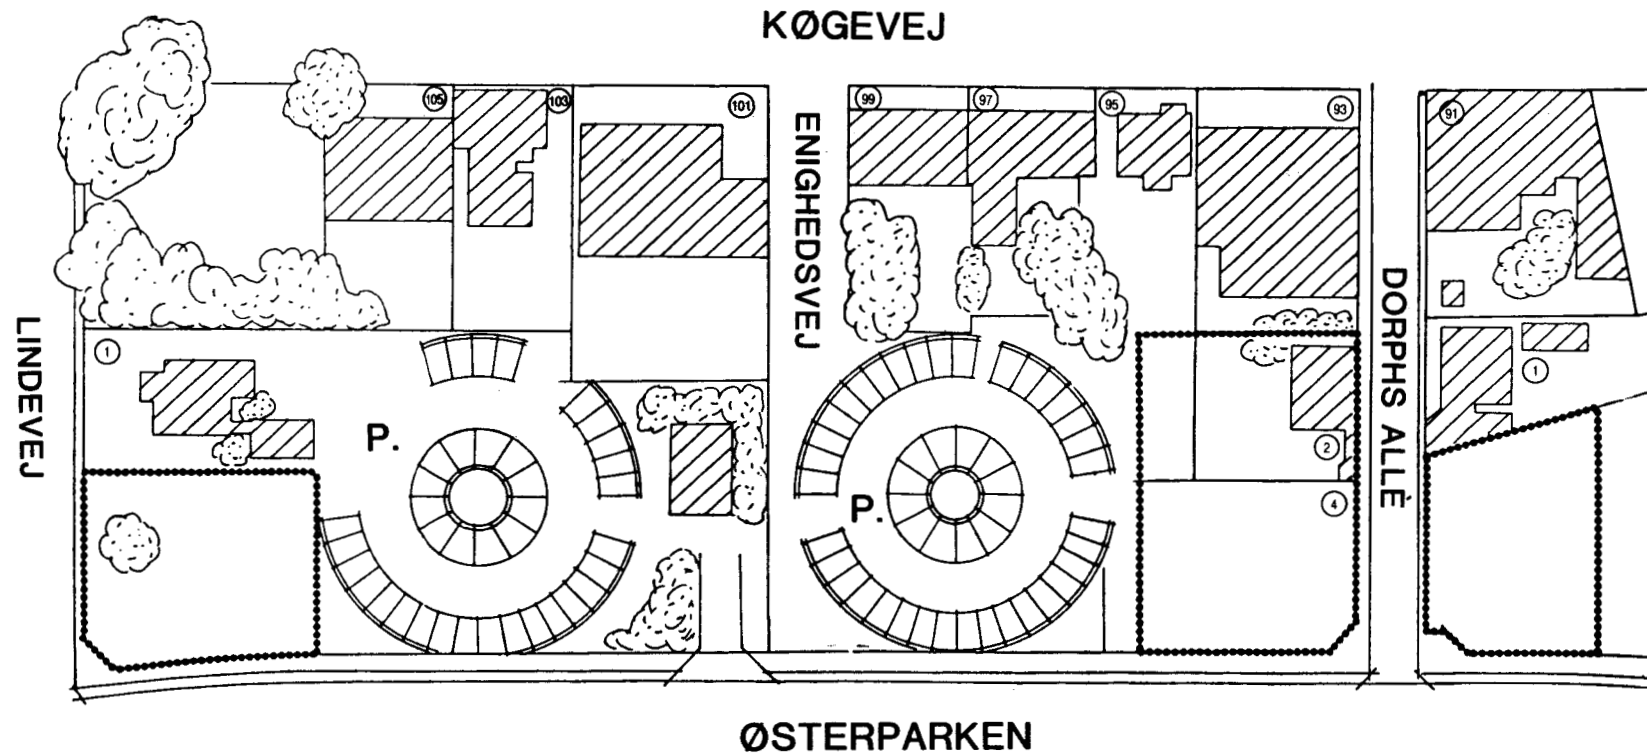 KØGEVEJ
105
103
101
99
97
95
93
91
ENIGHEDSVEJ
DORPHS ALLÉ
LINDEVEJ
1
1
P.
2
P.
4
ØSTERPARKEN